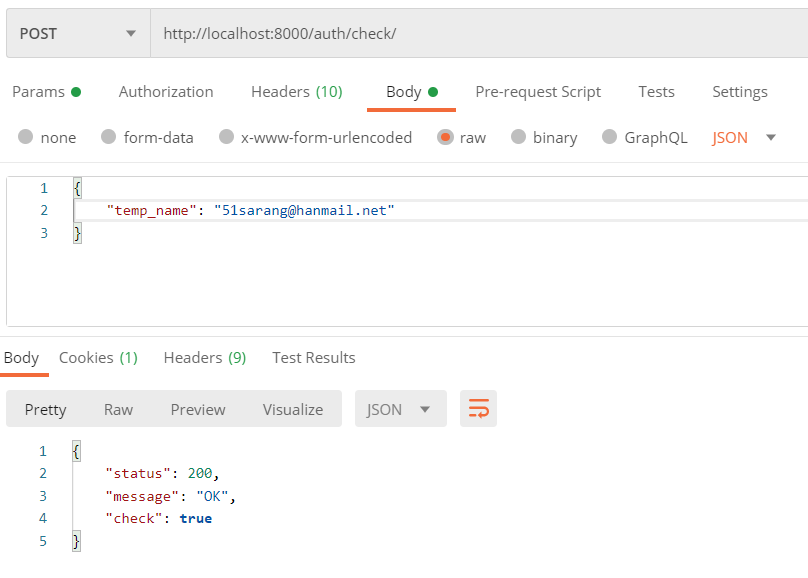 POST http://localhost:8000/auth/check/
Params Authorization Headers (10) Body Pre-request Script Tests Settings
none form-data x-www-form-urlencoded raw binary GraphQL JSON
1 {
2 "temp_name": "51sarang@hanmail.net"
3 }
Body Cookies (1) Headers (9) Test Results
Pretty Raw Preview Visualize JSON
1 {
2 "status": 200,
3 "message": "OK",
4 "check": true
5 }